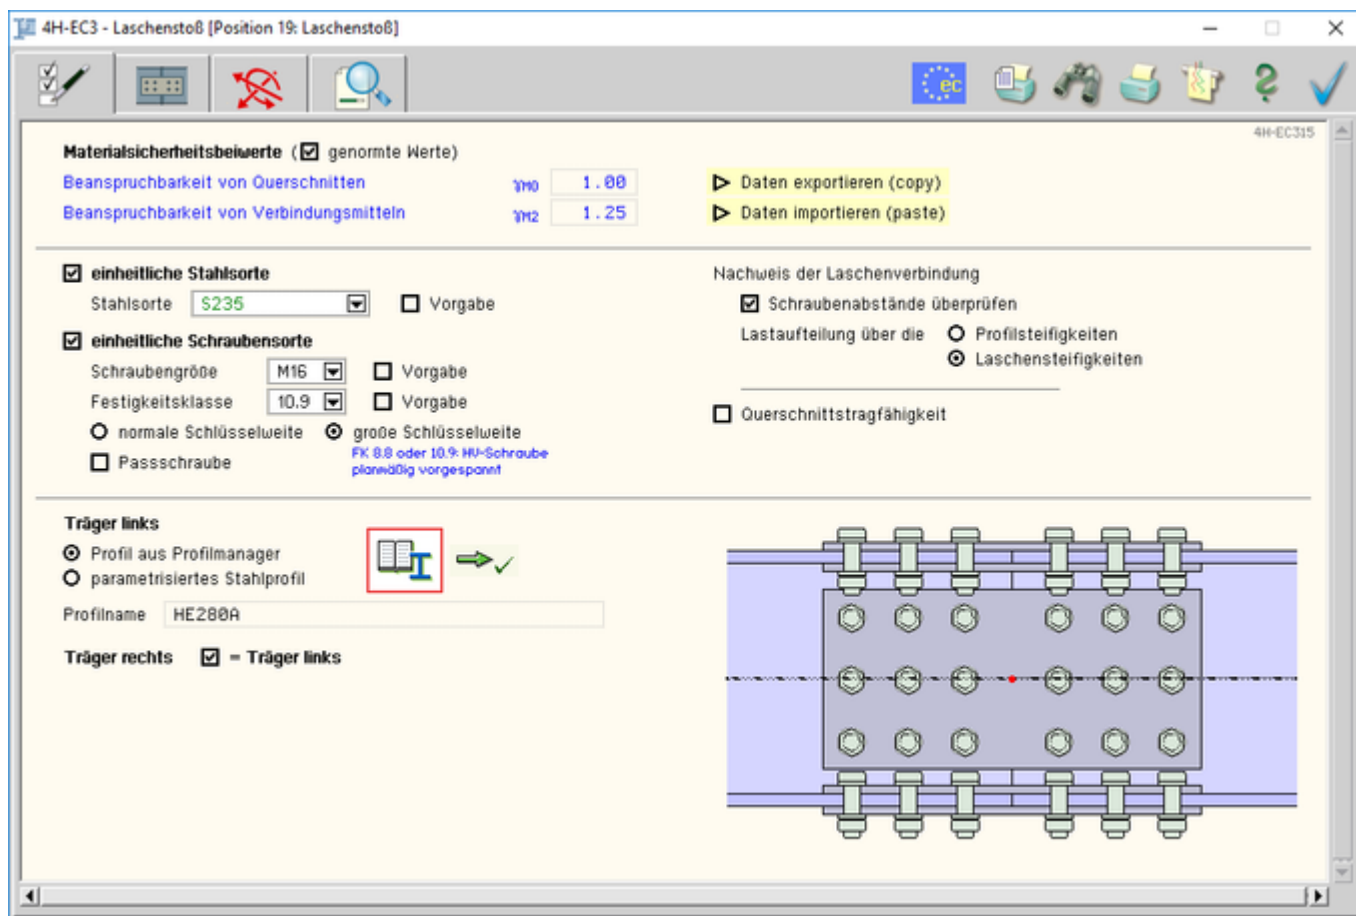 4H-EC3 - Laschenstoß [Position 19: Laschenstoß]
ec
4H-EC315
Materialsicherheitsbeiwerte ( genormte Werte)
Beanspruchbarkeit von Querschnitten γM0 1.00 Daten exportieren (copy)
Beanspruchbarkeit von Verbindungsmitteln γM2 1.25 Daten importieren (paste)
einheitliche Stahlsorte Nachweis der Laschenverbindung
Stahlsorte S235 Vorgabe Schraubenabstände überprüfen
Lastaufteilung über die Profilsteifigkeiten
einheitliche Schraubensorte
Laschensteifigkeiten
Schraubengröße M16 Vorgabe
Festigkeitsklasse 10.9 Vorgabe
Querschnittstragfähigkeit
normale Schlüsselweite große Schlüsselweite
FK 8.8 oder 10.9: HV-Schraube
Passschraube
planmäßig vorgespannt
Träger links
Profil aus Profilmanager
parametrisiertes Stahlprofil
Profilname HE280A
Träger rechts = Träger links